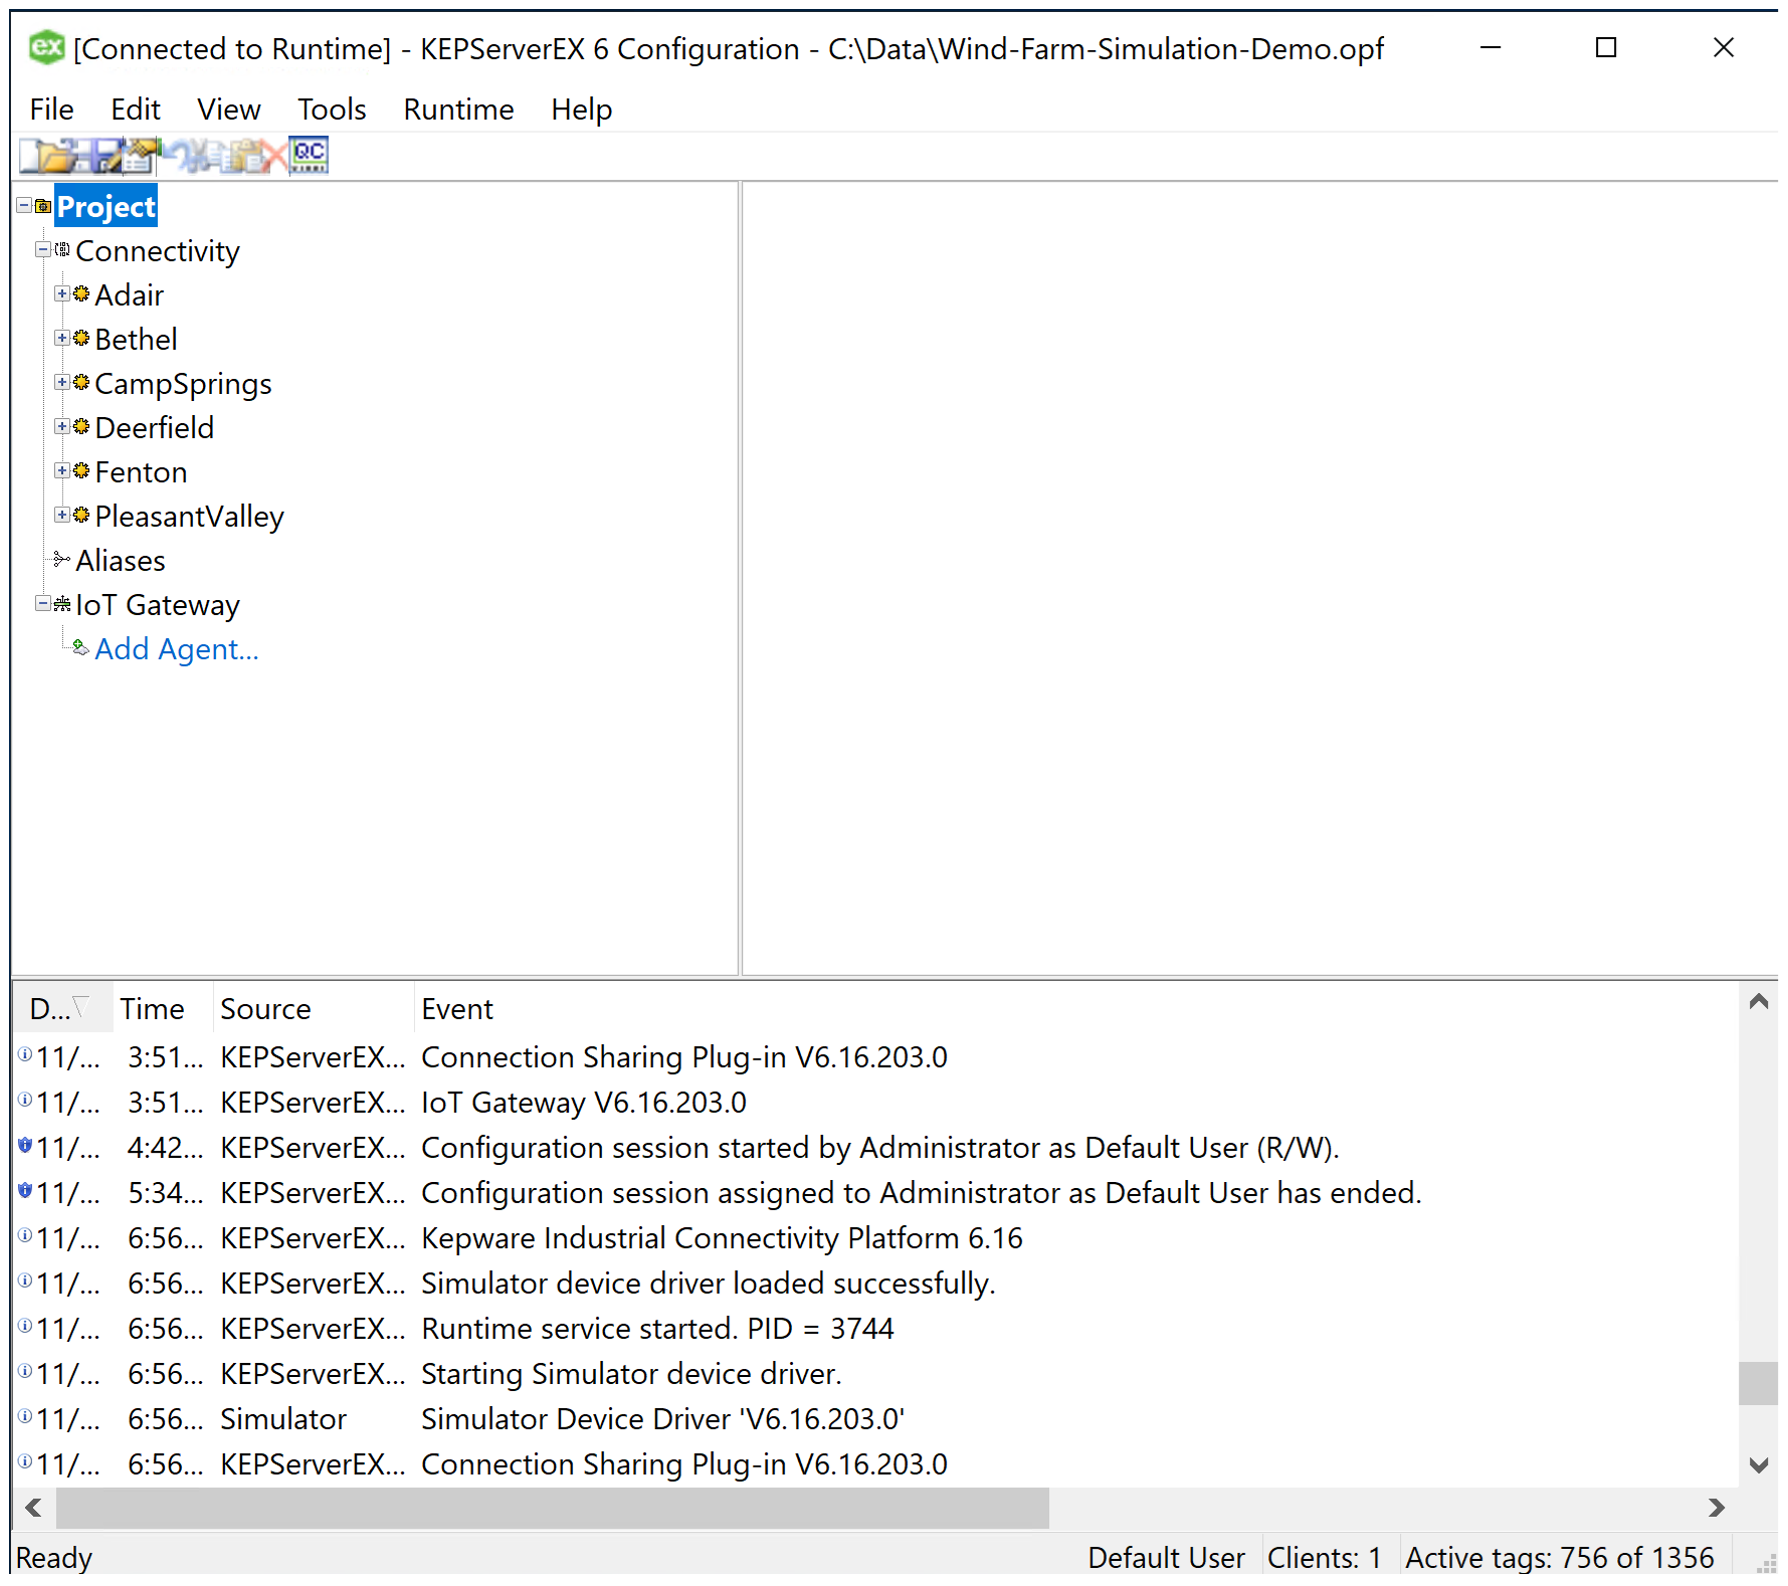 ex [Connected to Runtime] - KEPServerEX 6 Configuration - C:\Data\Wind-Farm-Simulation-Demo.opf
File Edit View Tools Runtime Help
QC
Project
Connectivity
Adair
Bethel
CampSprings
Deerfield
Fenton
PleasantValley
Aliases
IoT Gateway
Add Agent...
D... Time Source Event
11/... 3:51... KEPServerEX... Connection Sharing Plug-in V6.16.203.0
11/... 3:51... KEPServerEX... IoT Gateway V6.16.203.0
11/... 4:42... KEPServerEX... Configuration session started by Administrator as Default User (R/W).
11/... 5:34... KEPServerEX... Configuration session assigned to Administrator as Default User has ended.
11/... 6:56... KEPServerEX... Kepware Industrial Connectivity Platform 6.16
11/... 6:56... KEPServerEX... Simulator device driver loaded successfully.
11/... 6:56... KEPServerEX... Runtime service started. PID = 3744
11/... 6:56... KEPServerEX... Starting Simulator device driver.
11/... 6:56... Simulator Simulator Device Driver 'V6.16.203.0'
11/... 6:56... KEPServerEX... Connection Sharing Plug-in V6.16.203.0
Ready Default User Clients: 1 Active tags: 756 of 1356